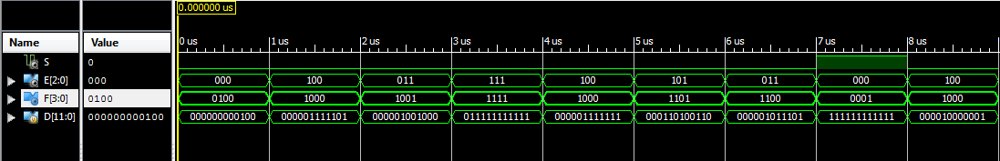 0.000000 us
Name Value 0 us 1 us 2 us 3 us 4 us 5 us 6 us 7 us 8 us
S 0
E[2:0] 000 000 100 011 111 100 101 011 000 100
F[3:0] 0100 0100 1000 1001 1111 1000 1101 1100 0001 1000
D[11:0] 000000000100 000000000100 000001111101 000001001000 011111111111 000001111111 000110100110 000001011101 111111111111 000010000001